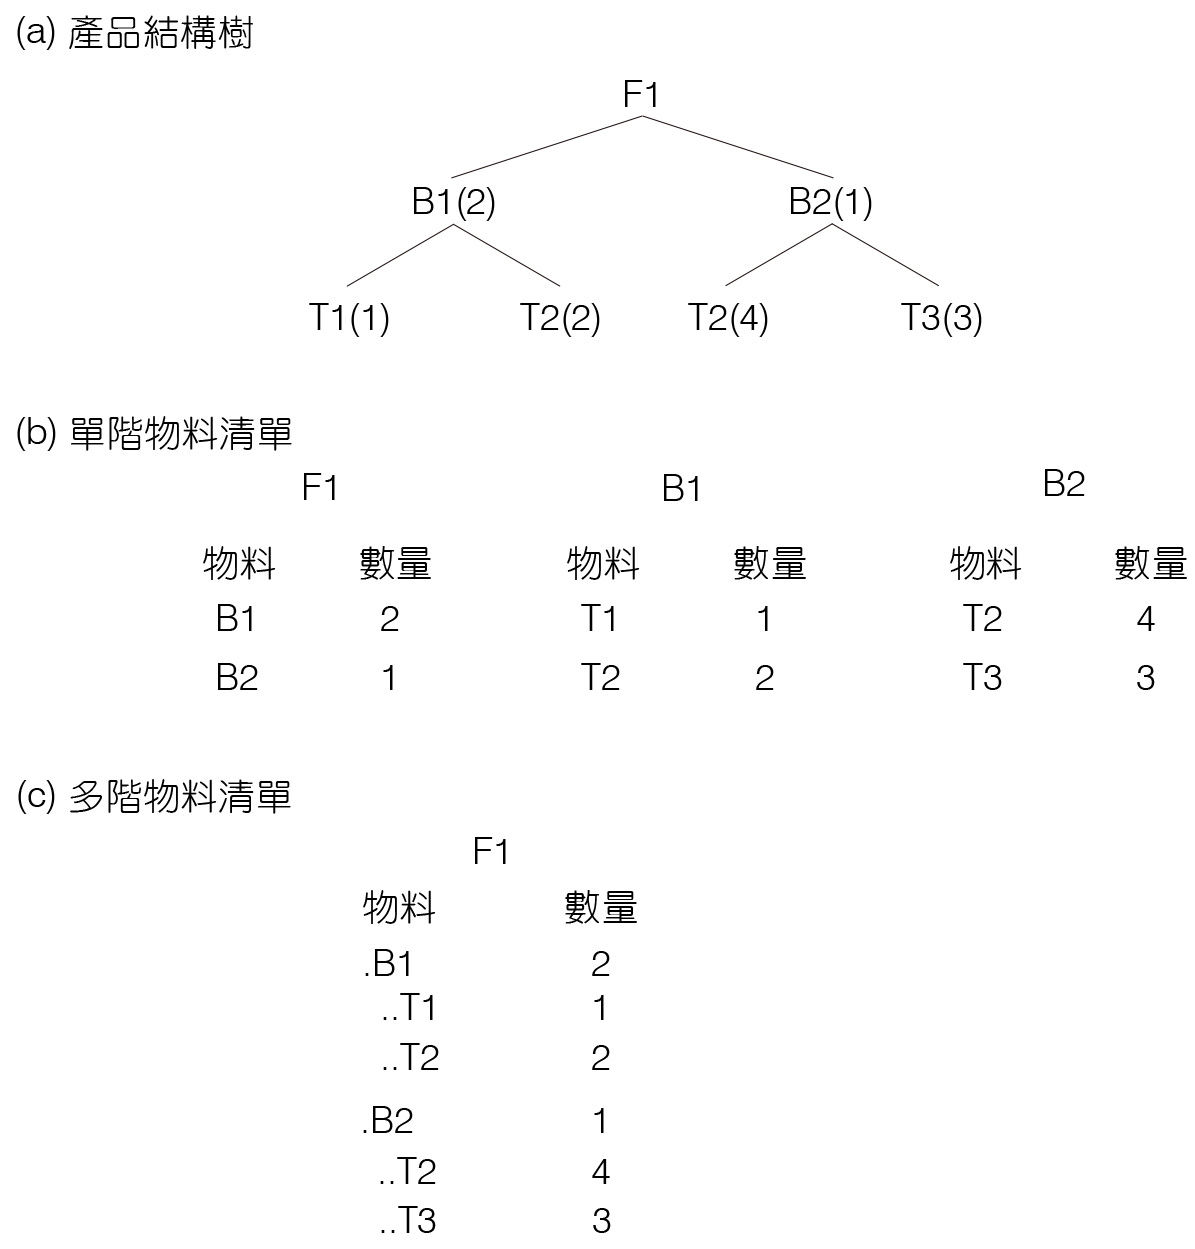 (a) 產品結構樹
F1
B1(2) B2(1)
T1(1) T2(2) T2(4) T3(3)
(b) 單階物料清單
F1 B1 B2
物料 數量 物料 數量 物料 數量
B1 2 T1 1 T2 4
B2 1 T2 2 T3 3
(c) 多階物料清單
F1
物料 數量
.B1 2
..T1 1
..T2 2
.B2 1
..T2 4
..T3 3